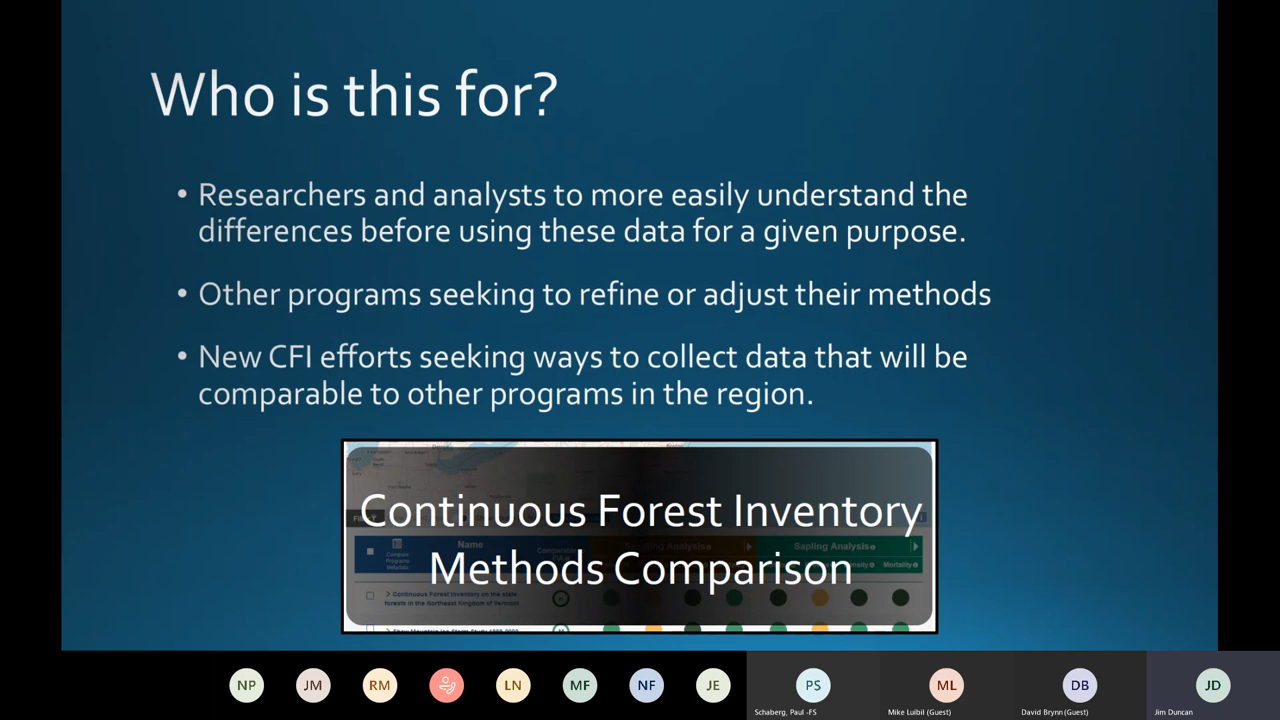 Who is this for?
• Researchers and analysts to more easily understand the
differences before using these data for a given purpose.
• Other programs seeking to refine or adjust their methods
• New CFI efforts seeking ways to collect data that will be
comparable to other programs in the region.
Continuous Forest Inventory
Methods Comparison
Name
Sapling Analysis
Compare
Programs
Metadata
Mortality
Continuous Forest Inventory on the state
forests in the Northeast Kingdom of Vermont
NP JM RM LN MF NF JE PS ML DB JD
Schaberg, Paul -FS Mike Luibil (Guest) David Brynn (Guest) Jim Duncan